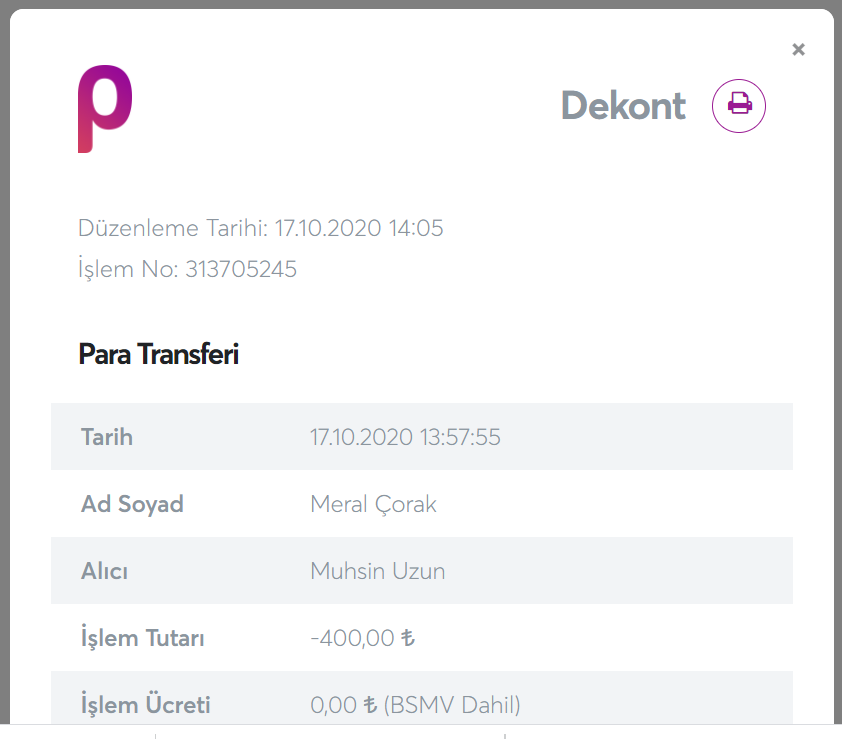 ×
p
Dekont
Düzenleme Tarihi: 17.10.2020 14:05
İşlem No: 313705245
Para Transferi
Tarih 17.10.2020 13:57:55
Ad Soyad Meral Çorak
Alıcı Muhsin Uzun
İşlem Tutarı -400,00 ₺
İşlem Ücreti 0,00 ₺ (BSMV Dahil)